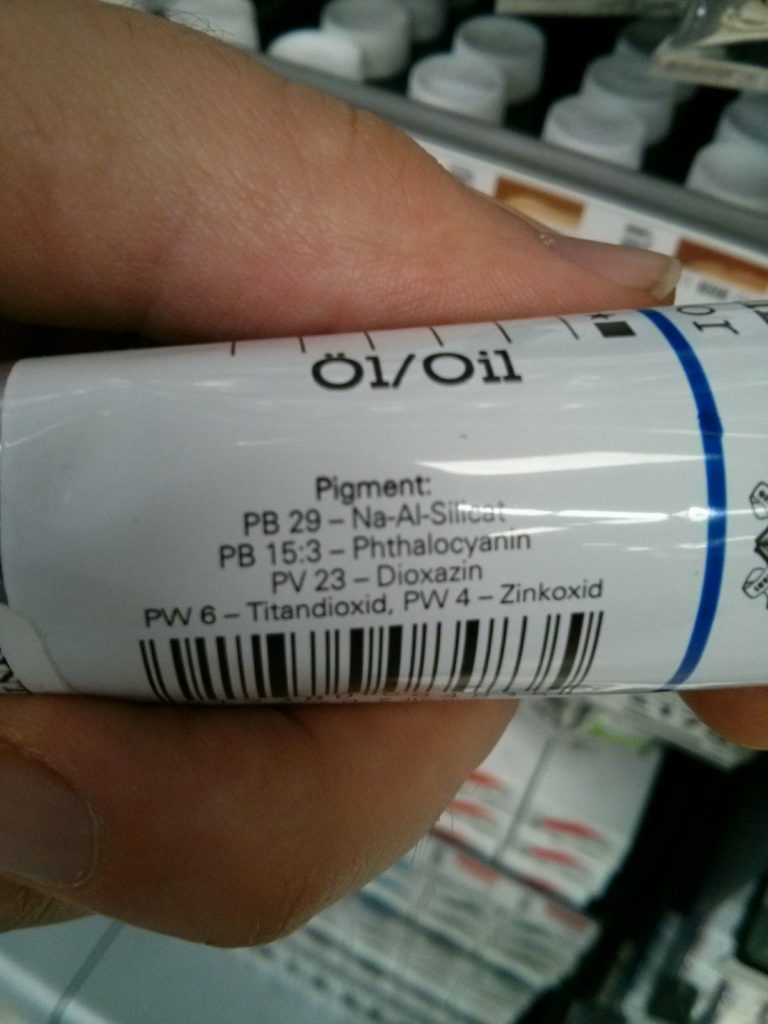 Öl/Oil
Pigment:
PB 29 – Na-Al-Silicat
PB 15:3 – Phthalocyanin
PV 23 – Dioxazin
PW 6 – Titandioxid, PW 4 – Zinkoxid